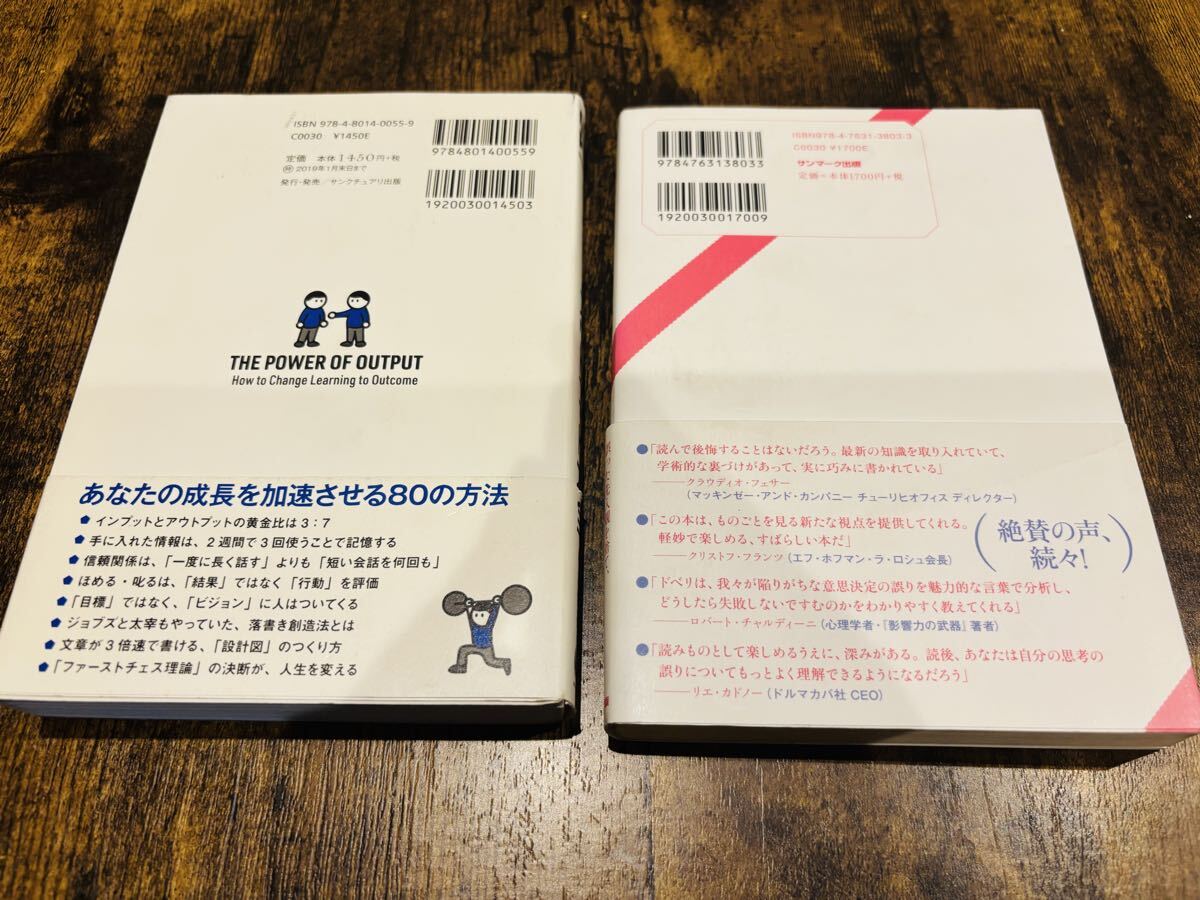 ISBN 978-4-8014-0055-9
C0030 ¥1450E
定価 本体1450円+税
㊕2019年1月末日まで
発行・発売/サンクチュアリ出版
9784801400559
1920030014503
THE POWER OF OUTPUT
How to Change Learning to Outcome
あなたの成長を加速させる80の方法
インプットとアウトプットの黄金比は3:7
手に入れた情報は、2週間で3回使うことで記憶する
信頼関係は、「一度に長く話す」よりも「短い会話を何回も」
ほめる・叱るは、「結果」ではなく「行動」を評価
「目標」ではなく、「ビジョン」に人はついてくる
ジョブズと太宰もやっていた、落書き創造法とは
文章が3倍速で書ける、「設計図」のつくり方
「ファーストチェス理論」の決断が、人生を変える
9784763138033
1920030017009
ISBN978-4-7631-3803-3
C0030 ¥1700E
サンマーク出版
定価=本体1700円+税
●「読んで後悔することはないだろう。最新の知識を取り入れていて、
学術的な裏づけがあって、実に巧みに書かれている」
――クラウディオ・フェサー
(マッキンゼー・アンド・カンパニー チューリヒオフィス ディレクター)
●「この本は、ものごとを見る新たな視点を提供してくれる。
軽妙で楽しめる、すばらしい本だ」
――クリストフ・フランツ(エフ・ホフマン・ラ・ロシュ会長)
(絶賛の声、
続々!)
●「ドベリは、我々が陥りがちな意思決定の誤りを魅力的な言葉で分析し、
どうしたら失敗しないですむのかをわかりやすく教えてくれる」
――ロバート・チャルディーニ(心理学者・『影響力の武器』著者)
●「読みものとして楽しめるうえに、深みがある。読後、あなたは自分の思考の
誤りについてもっとよく理解できるようになるだろう」
――リエ・カドノー(ドルマカバ社 CEO)